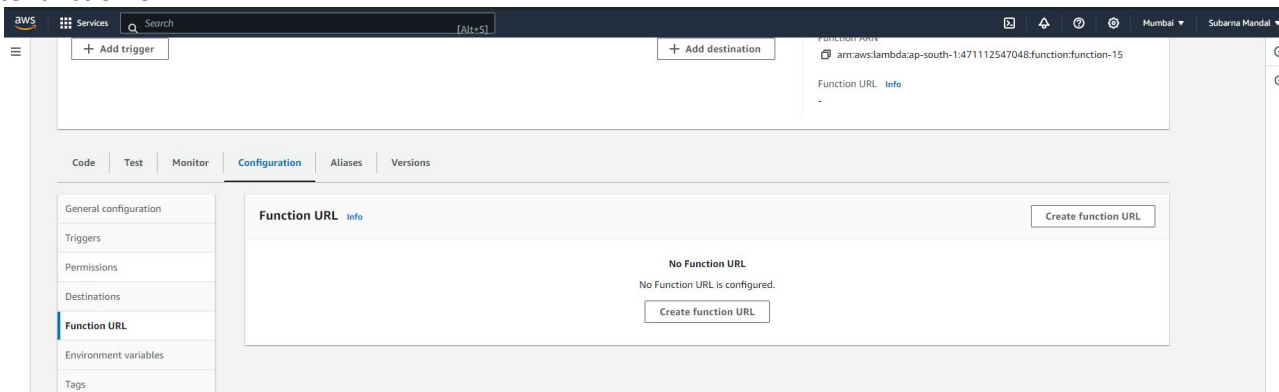 aws Services Search [Alt+S] Mumbai Subarna Mandal
+ Add trigger
+ Add destination
Function ARN
arn:aws:lambda:ap-south-1:471112547048:function:function-15
Function URL Info
-
Code Test Monitor Configuration Aliases Versions
General configuration
Triggers
Permissions
Destinations
Function URL
Environment variables
Tags
Function URL Info
Create function URL
No Function URL
No Function URL is configured.
Create function URL